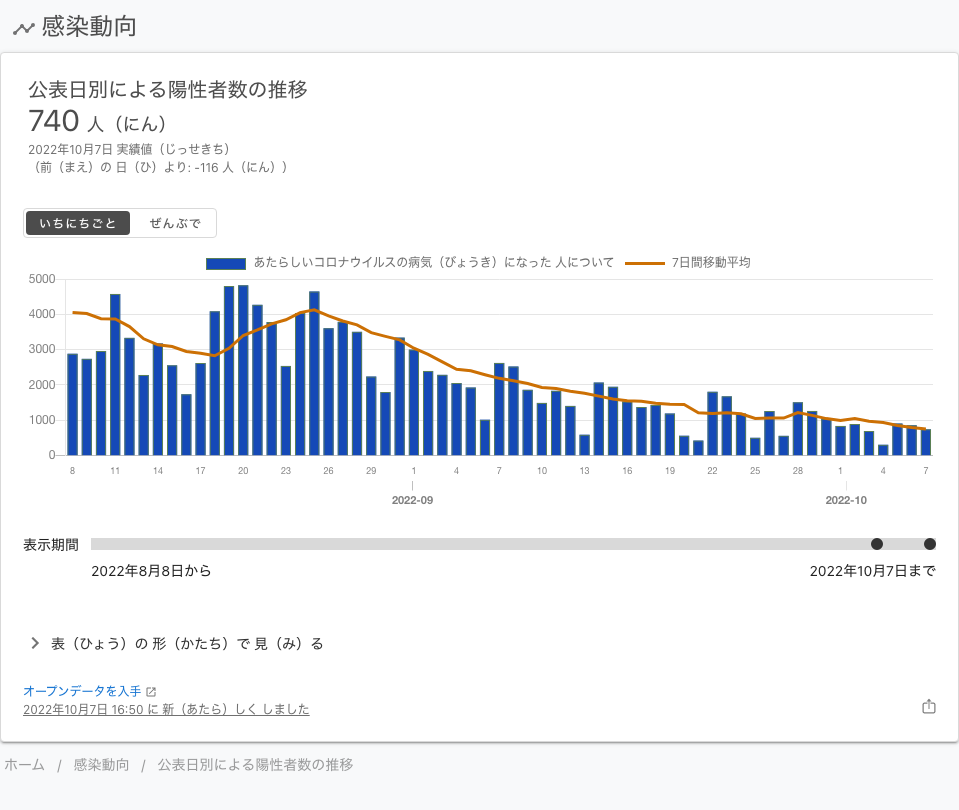 感染動向
公表日別による陽性者数の推移
740 人（にん）
2022年10月7日 実績値（じっせきち）
（前（まえ）の 日（ひ）より: -116 人（にん））
いちにちごと ぜんぶで
あたらしいコロナウイルスの病気（びょうき）になった 人について 7日間移動平均
5000
4000
3000
2000
1000
0
8 11 14 17 20 23 26 29 1 4 7 10 13 16 19 22 25 28 1 4 7
2022-09 2022-10
表示期間
2022年8月8日から 2022年10月7日まで
表（ひょう）の 形（かたち）で 見（み）る
オープンデータを入手
2022年10月7日 16:50 に 新（あたら）しく しました
ホーム / 感染動向 / 公表日別による陽性者数の推移